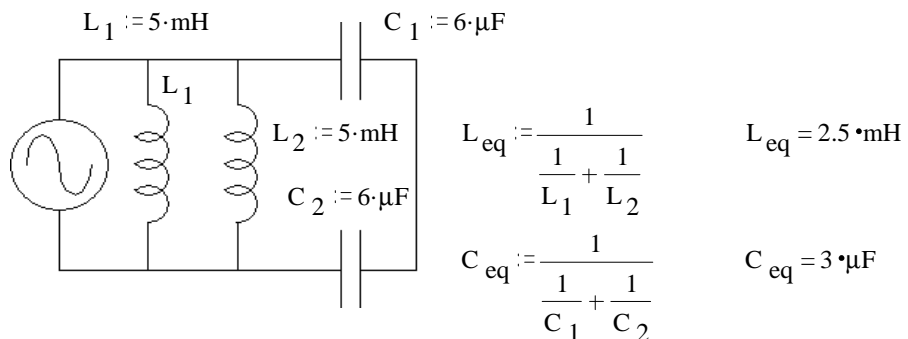 L 1 := 5·mH
C 1 := 6·µF
L 1
L 2 := 5·mH
C 2 := 6·µF
L eq := 1 / (1 / L 1 + 1 / L 2)
L eq = 2.5 •mH
C eq := 1 / (1 / C 1 + 1 / C 2)
C eq = 3 •µF